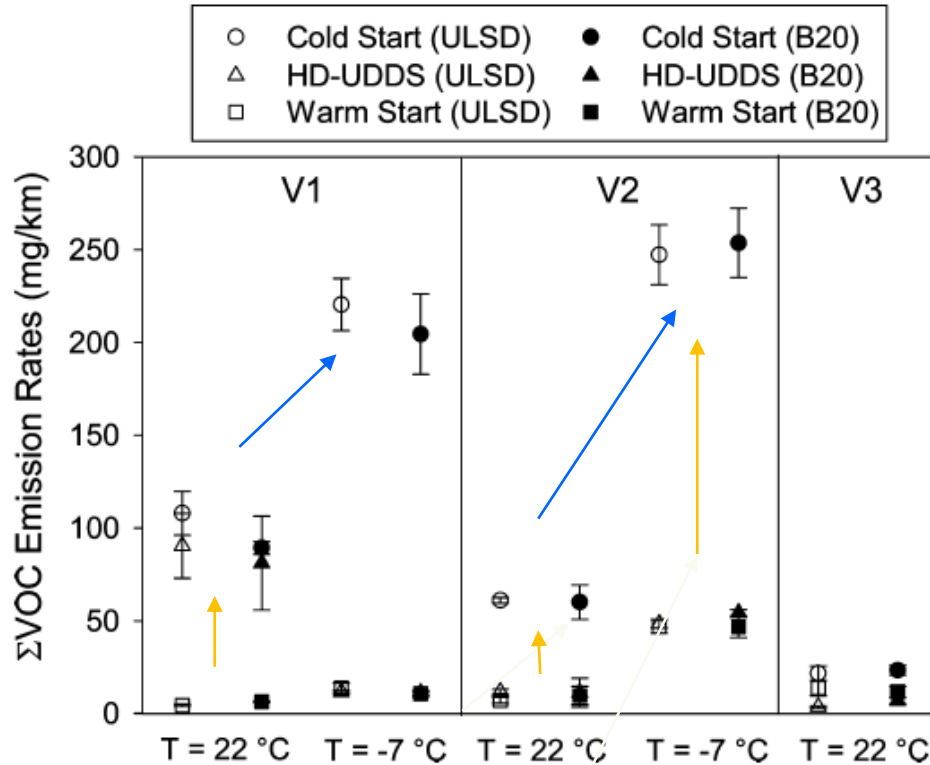 Cold Start (ULSD) Cold Start (B20)
HD-UDDS (ULSD) HD-UDDS (B20)
Warm Start (ULSD) Warm Start (B20)
300
V1 V2 V3
250
200
150
100
50
0
ΣVOC Emission Rates (mg/km)
T = 22 °C T = -7 °C T = 22 °C T = -7 °C T = 22 °C